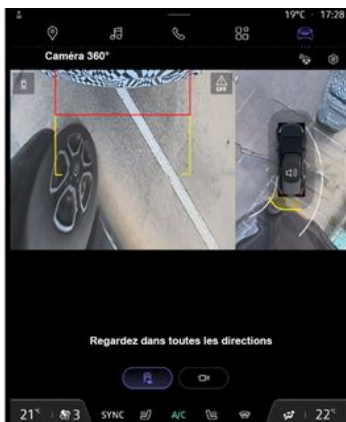 19°C · 17:28
Caméra 360°
OFF
Regardez dans toutes les directions
21°C 3 SYNC A/C 22°C